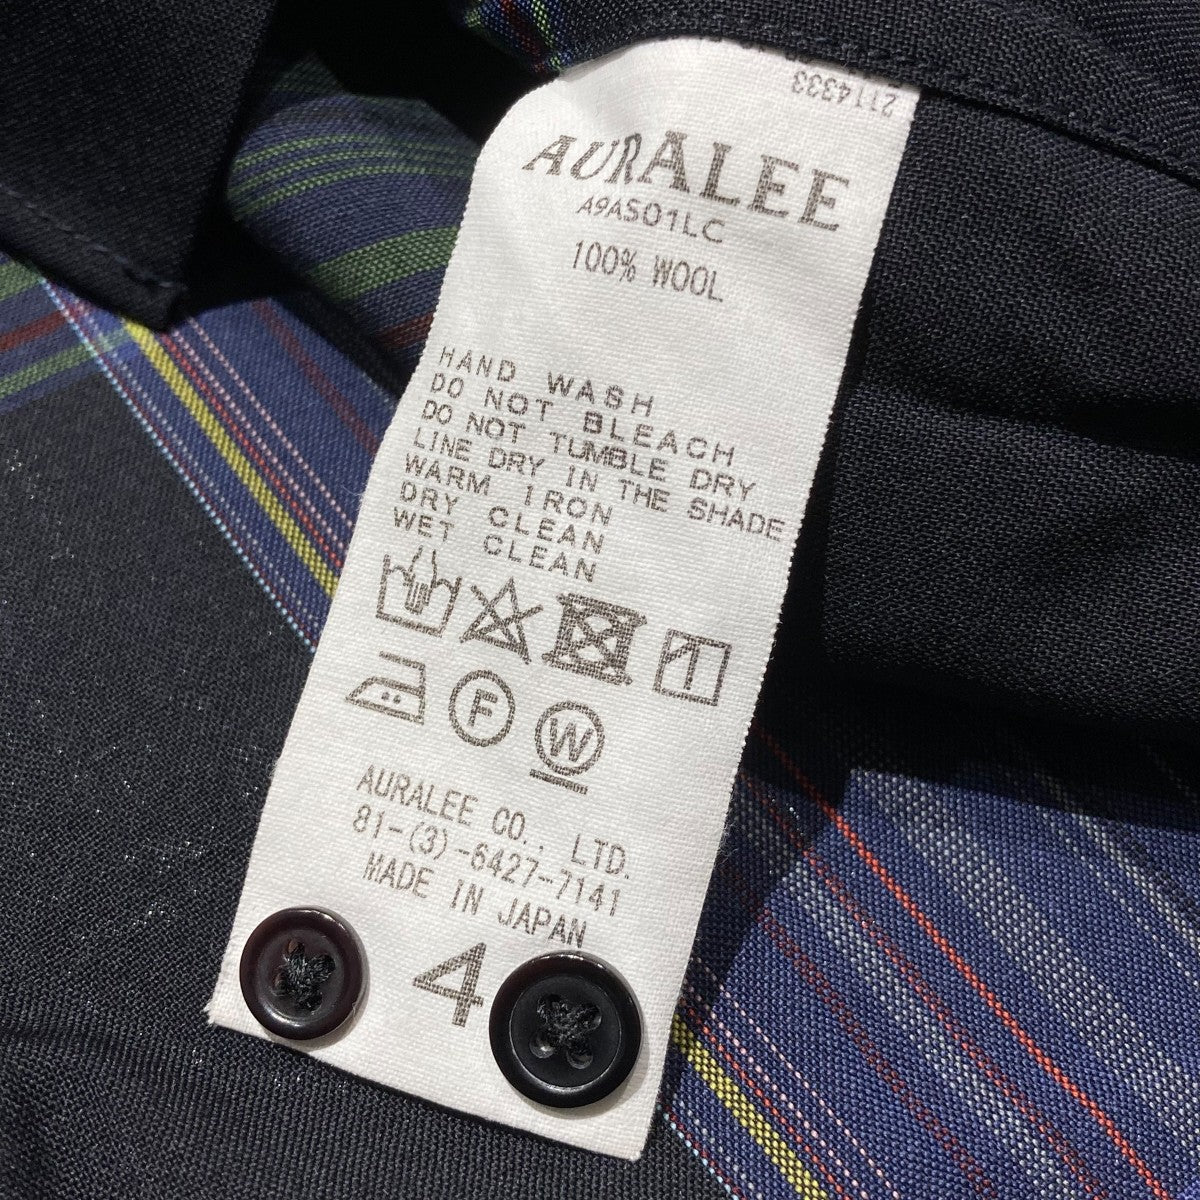 2114333
AURALEE
A9AS01LC
100% WOOL
HAND WASH
DO NOT BLEACH
DO NOT TUMBLE DRY
LINE DRY IN THE SHADE
WARM IRON
DRY CLEAN
WET CLEAN
F
W
AURALEE CO., LTD.
81-(3)-6427-7141
MADE IN JAPAN
4